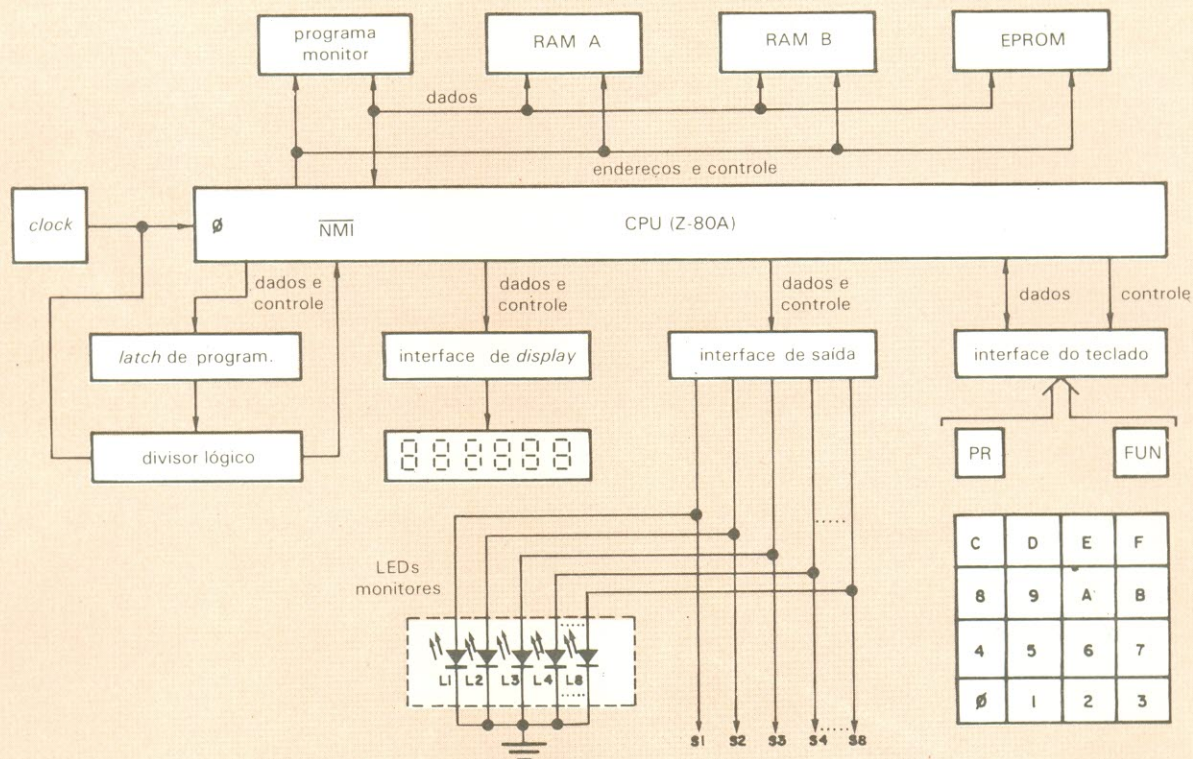 programa
monitor
RAM A
RAM B
EPROM
dados
endereços e controle
clock
Ø
NMI
CPU (Z-80A)
dados e
controle
dados e
controle
dados e
controle
dados
controle
latch de program.
interface de display
interface de saída
interface do teclado
divisor lógico
888888
PR
FUN
LEDs
monitores
L1 L2 L3 L4 L8
S1 S2 S3 S4 S8
C D E F
8 9 A B
4 5 6 7
Ø 1 2 3